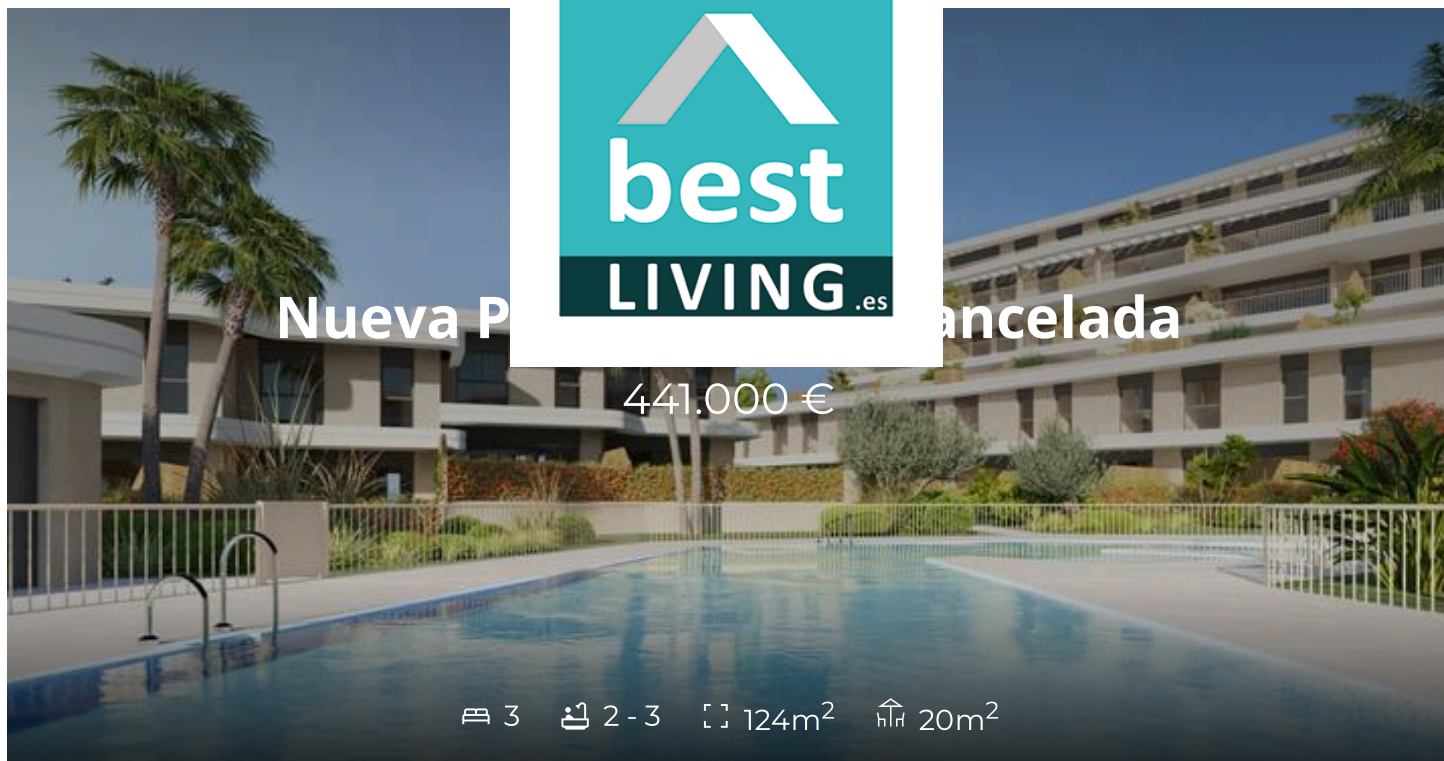 best
LIVING.es
Nueva P ancelada
441.000 €
3 2 - 3 124m² 20m²